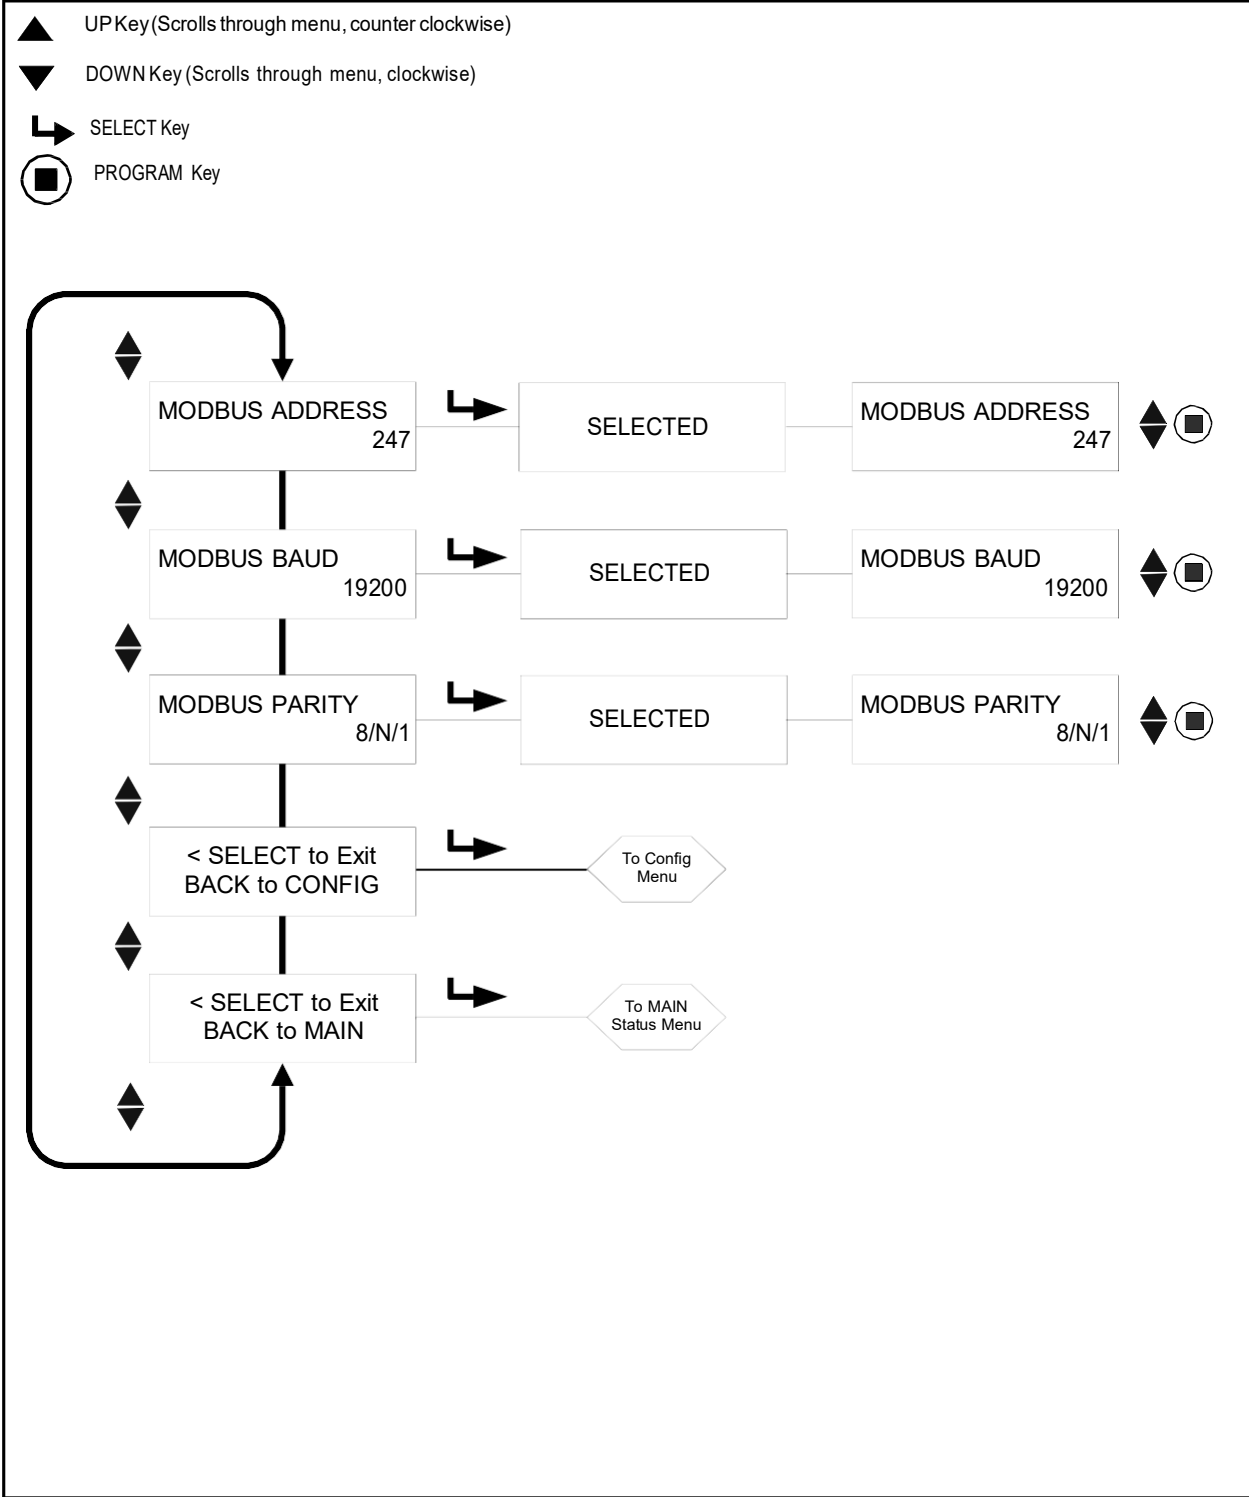 UP Key (Scrolls through menu, counter clockwise)
DOWN Key (Scrolls through menu, clockwise)
SELECT Key
PROGRAM Key
MODBUS ADDRESS
247
SELECTED
MODBUS ADDRESS
247
MODBUS BAUD
19200
SELECTED
MODBUS BAUD
19200
MODBUS PARITY
8/N/1
SELECTED
MODBUS PARITY
8/N/1
< SELECT to Exit
BACK to CONFIG
To Config
Menu
< SELECT to Exit
BACK to MAIN
To MAIN
Status Menu